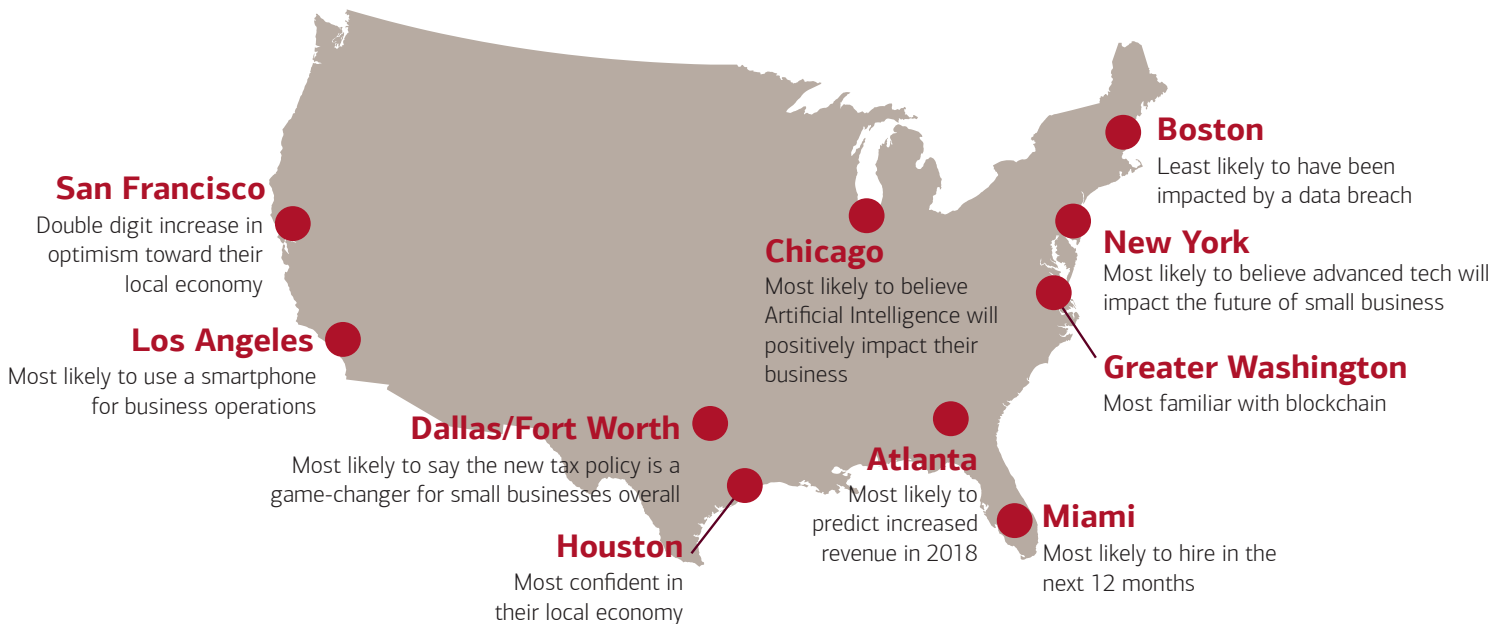 San Francisco
Double digit increase in
optimism toward their
local economy
Los Angeles
Most likely to use a smartphone
for business operations
Dallas/Fort Worth
Most likely to say the new tax policy is a
game-changer for small businesses overall
Houston
Most confident in
their local economy
Chicago
Most likely to believe
Artificial Intelligence will
positively impact their
business
Atlanta
Most likely to
predict increased
revenue in 2018
Miami
Most likely to hire in the
next 12 months
Boston
Least likely to have been
impacted by a data breach
New York
Most likely to believe advanced tech will
impact the future of small business
Greater Washington
Most familiar with blockchain